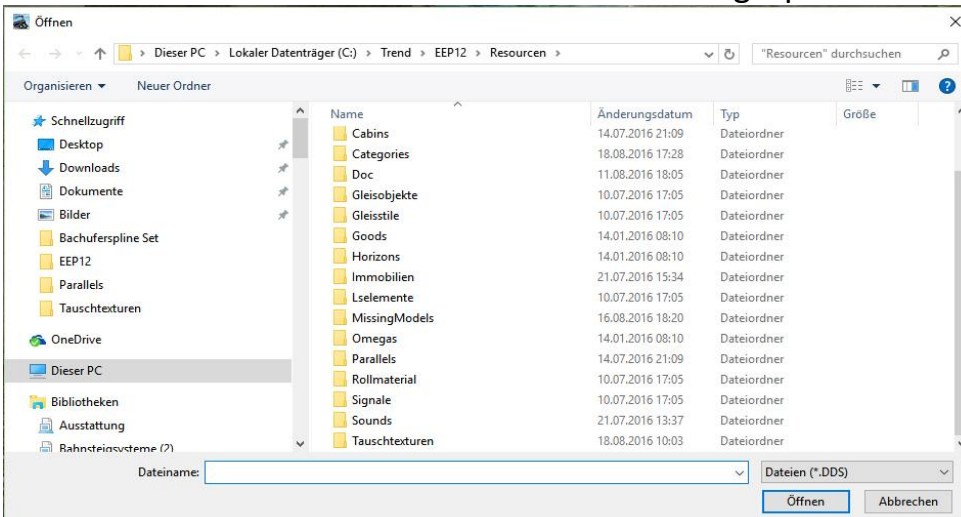 Öffnen
Dieser PC > Lokaler Datenträger (C:) > Trend > EEP12 > Resourcen >
"Resourcen" durchsuchen
Organisieren Neuer Ordner
Schnellzugriff
Desktop
Downloads
Dokumente
Bilder
Bachuferspline Set
EEP12
Parallels
Tauschtexturen
OneDrive
Dieser PC
Bibliotheken
Ausstattung
Bahnsteigsysteme (2)
Name Änderungsdatum Typ Größe
Cabins 14.07.2016 21:09 Dateiordner
Categories 18.08.2016 17:28 Dateiordner
Doc 11.08.2016 18:05 Dateiordner
Gleisobjekte 10.07.2016 17:05 Dateiordner
Gleisstile 10.07.2016 17:05 Dateiordner
Goods 14.01.2016 08:10 Dateiordner
Horizons 14.01.2016 08:10 Dateiordner
Immobilien 21.07.2016 15:34 Dateiordner
Lselemente 10.07.2016 17:05 Dateiordner
MissingModels 16.08.2016 18:20 Dateiordner
Omegas 14.01.2016 08:10 Dateiordner
Parallels 14.07.2016 21:09 Dateiordner
Rollmaterial 10.07.2016 17:05 Dateiordner
Signale 10.07.2016 17:05 Dateiordner
Sounds 21.07.2016 13:37 Dateiordner
Tauschtexturen 18.08.2016 10:03 Dateiordner
Dateiname: Dateien (*.DDS)
Öffnen Abbrechen